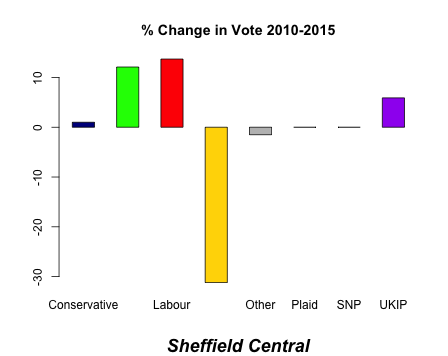 % Change in Vote 2010-2015
10
0
-10
-20
-30
Conservative Labour Other Plaid SNP UKIP
Sheffield Central